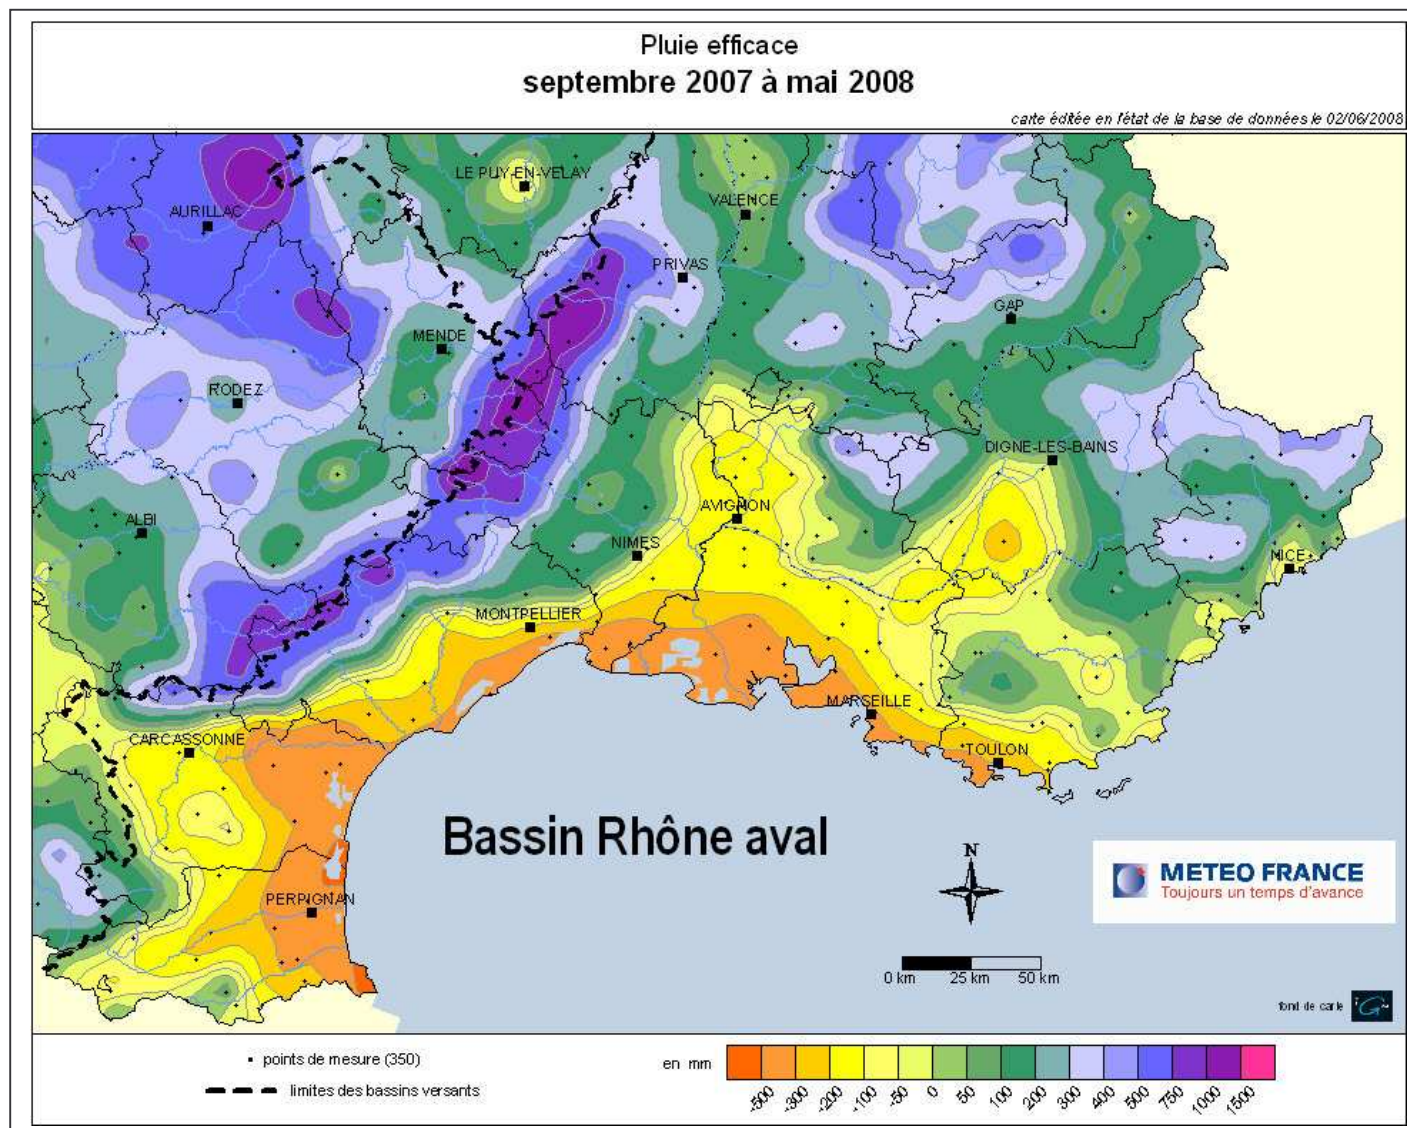 Pluie efficace
septembre 2007 à mai 2008
carte éditée en l'état de la base de données le 02/06/2008
LE PUY-EN-VELAY
AURILLAC
VALENCE
PRIVAS
GAP
MENDE
RODEZ
DIGNE-LES-BAINS
AVIGNON
ALBI
NIMES
NICE
MONTPELLIER
MARSEILLE
CARCASSONNE
TOULON
Bassin Rhône aval
N
METEO FRANCE
Toujours un temps d'avance
PERPIGNAN
0 km 25 km 50 km
fond de carte
points de mesure (350)
en mm
limites des bassins versants
-500 -300 -200 -100 -50 0 50 100 200 300 400 500 750 1000 1500